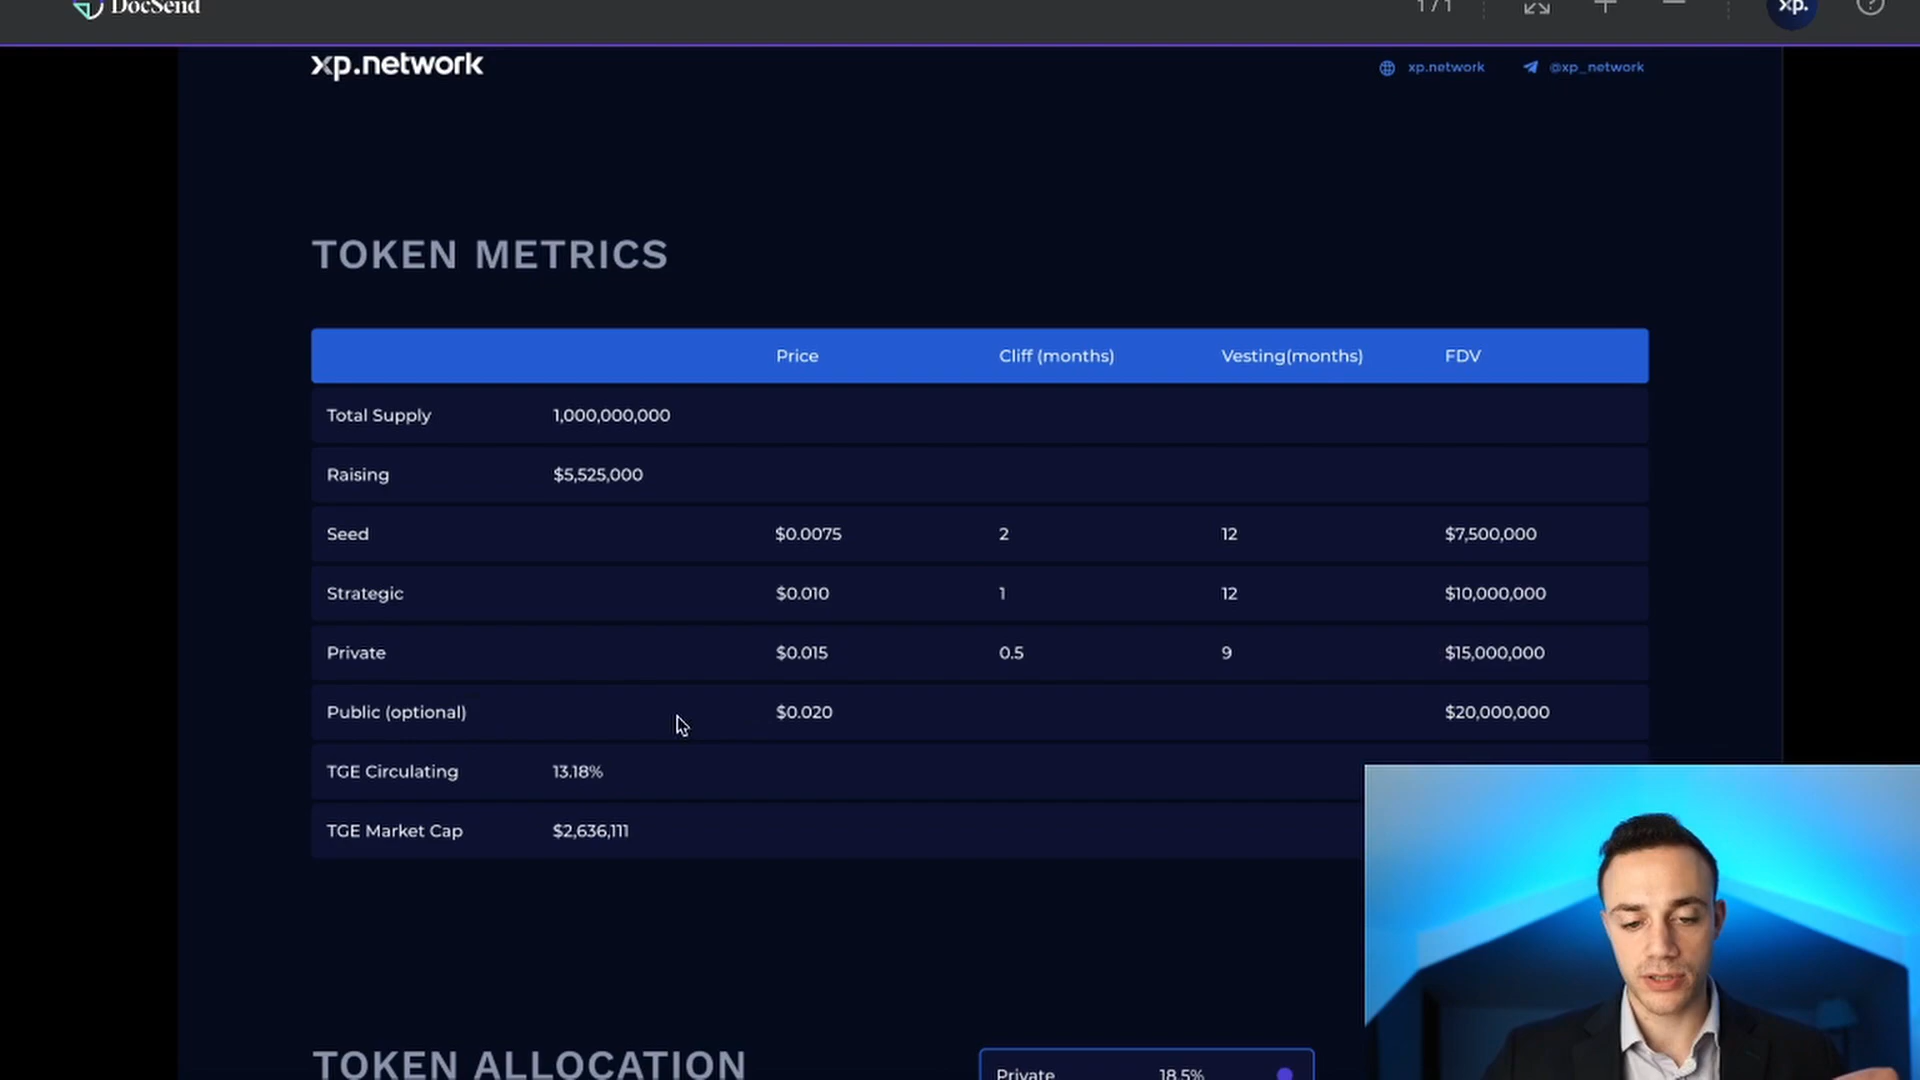 DocSend
1 / 1
xp.
?
xp.network
xp.network
@xp_network
TOKEN METRICS
Price Cliff (months) Vesting(months) FDV
Total Supply 1,000,000,000
Raising $5,525,000
Seed $0.0075 2 12 $7,500,000
Strategic $0.010 1 12 $10,000,000
Private $0.015 0.5 9 $15,000,000
Public (optional) $0.020 $20,000,000
TGE Circulating 13.18%
TGE Market Cap $2,636,111
TOKEN ALLOCATION
Private 18.5%